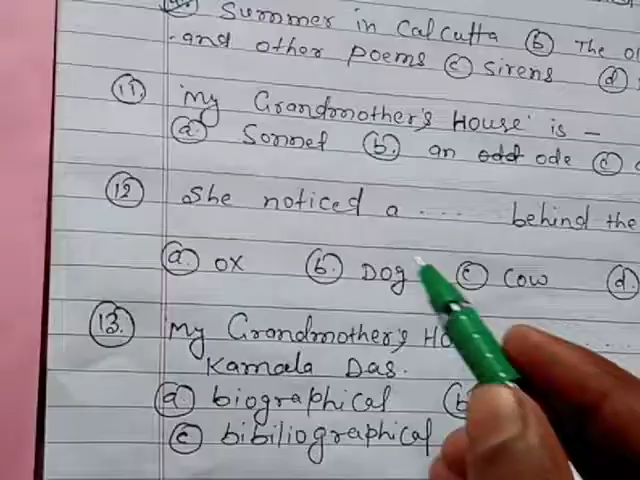 Summer in Calcutta (b) The
and other poems (c) Sirens (d)
(11) My Grandmother's House is -
(a) Sonnet (b) an odd ode (c)
(12) She noticed a .... behind the
(a) ox (b) Dog (c) Cow (d)
(13) My Grandmother's
Kamala Das.
(a) biographical (b
(c) bibiliographical